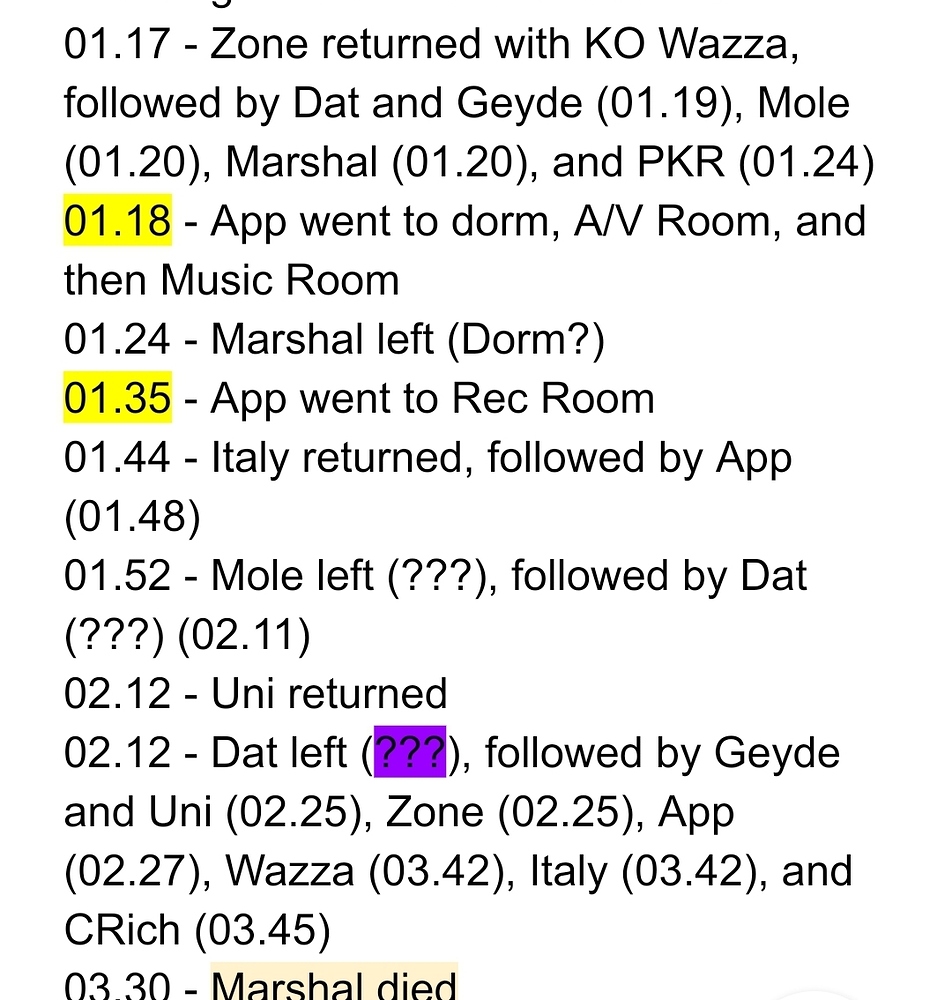 01.17 - Zone returned with KO Wazza,
followed by Dat and Geyde (01.19), Mole
(01.20), Marshal (01.20), and PKR (01.24)
01.18 - App went to dorm, A/V Room, and
then Music Room
01.24 - Marshal left (Dorm?)
01.35 - App went to Rec Room
01.44 - Italy returned, followed by App
(01.48)
01.52 - Mole left (???), followed by Dat
(???) (02.11)
02.12 - Uni returned
02.12 - Dat left (???), followed by Geyde
and Uni (02.25), Zone (02.25), App
(02.27), Wazza (03.42), Italy (03.42), and
CRich (03.45)
03.30 - Marshal died